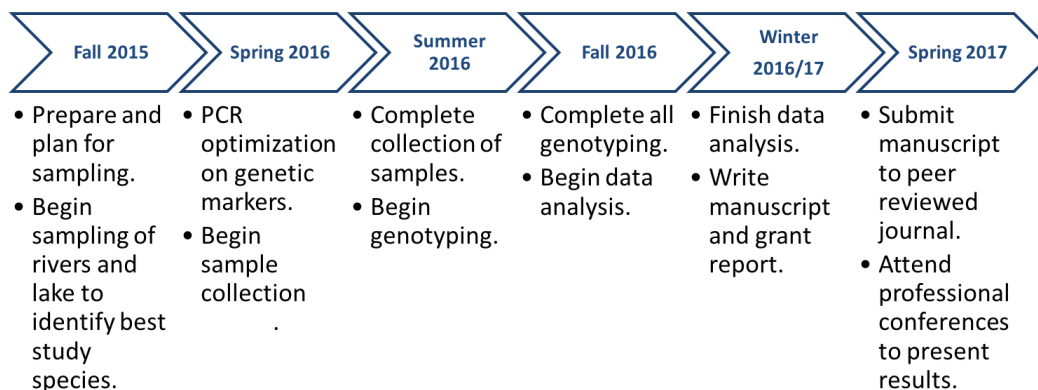 Fall 2015
Spring 2016
Summer
2016
Fall 2016
Winter
2016/17
Spring 2017
• Prepare and
plan for
sampling.
• Begin
sampling of
rivers and
lake to
identify best
study
species.
• PCR
optimization
on genetic
markers.
• Begin
sample
collection
.
• Complete
collection of
samples.
• Begin
genotyping.
• Complete all
genotyping.
• Begin data
analysis.
• Finish data
analysis.
• Write
manuscript
and grant
report.
• Submit
manuscript
to peer
reviewed
journal.
• Attend
professional
conferences
to present
results.